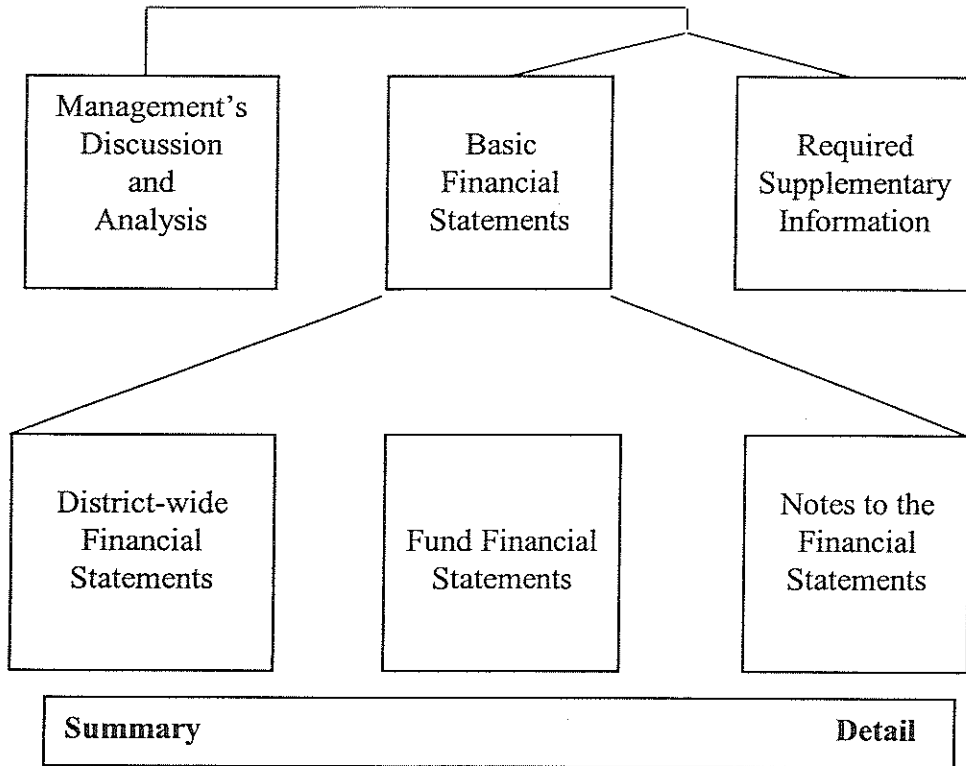 Management's
Discussion
and
Analysis
Basic
Financial
Statements
Required
Supplementary
Information
District-wide
Financial
Statements
Fund Financial
Statements
Notes to the
Financial
Statements
Summary Detail